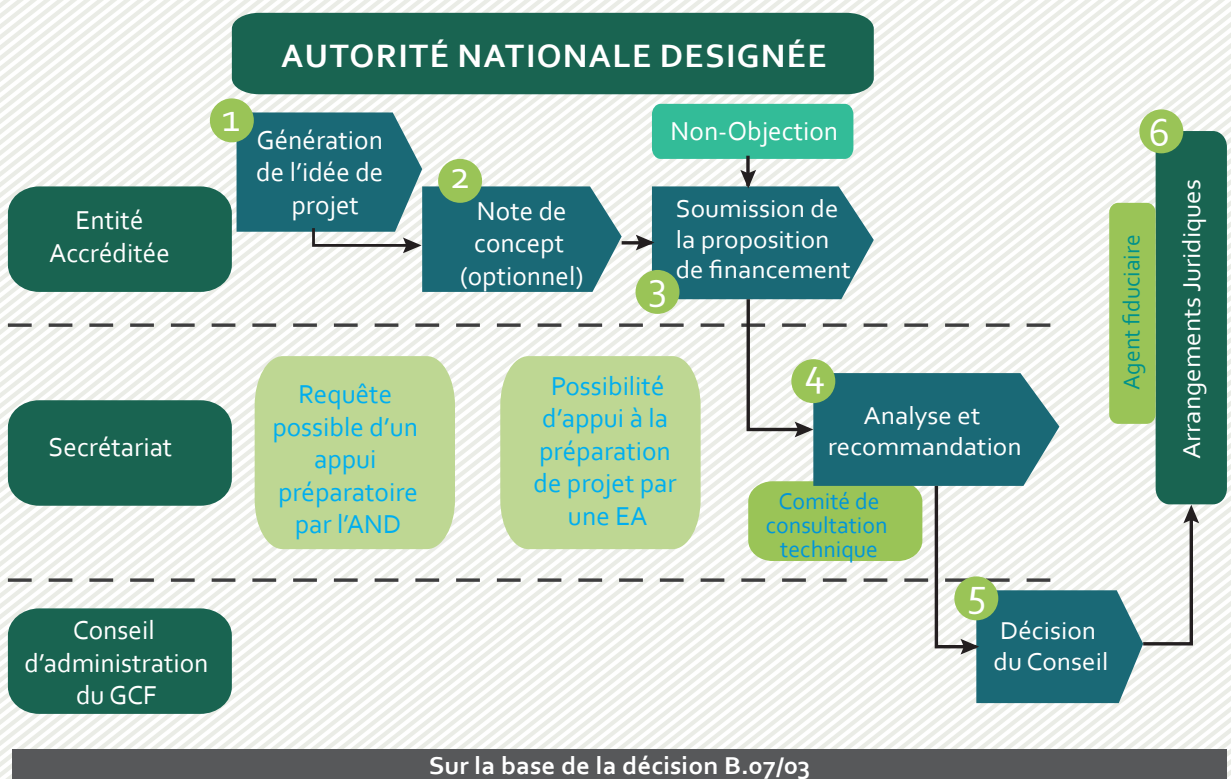 AUTORITÉ NATIONALE DESIGNÉE
1
Génération
de l'idée de
projet
2
Note de
concept
(optionnel)
Non-Objection
Soumission de
la proposition
de financement
3
Entité
Accréditée
6
Arrangements Juridiques
Agent fiduciaire
Secrétariat
Requête
possible d'un
appui
préparatoire
par l'AND
Possibilité
d'appui à la
préparation
de projet par
une EA
4
Analyse et
recommandation
Comité de
consultation
technique
Conseil
d'administration
du GCF
5
Décision
du Conseil
Sur la base de la décision B.07/03